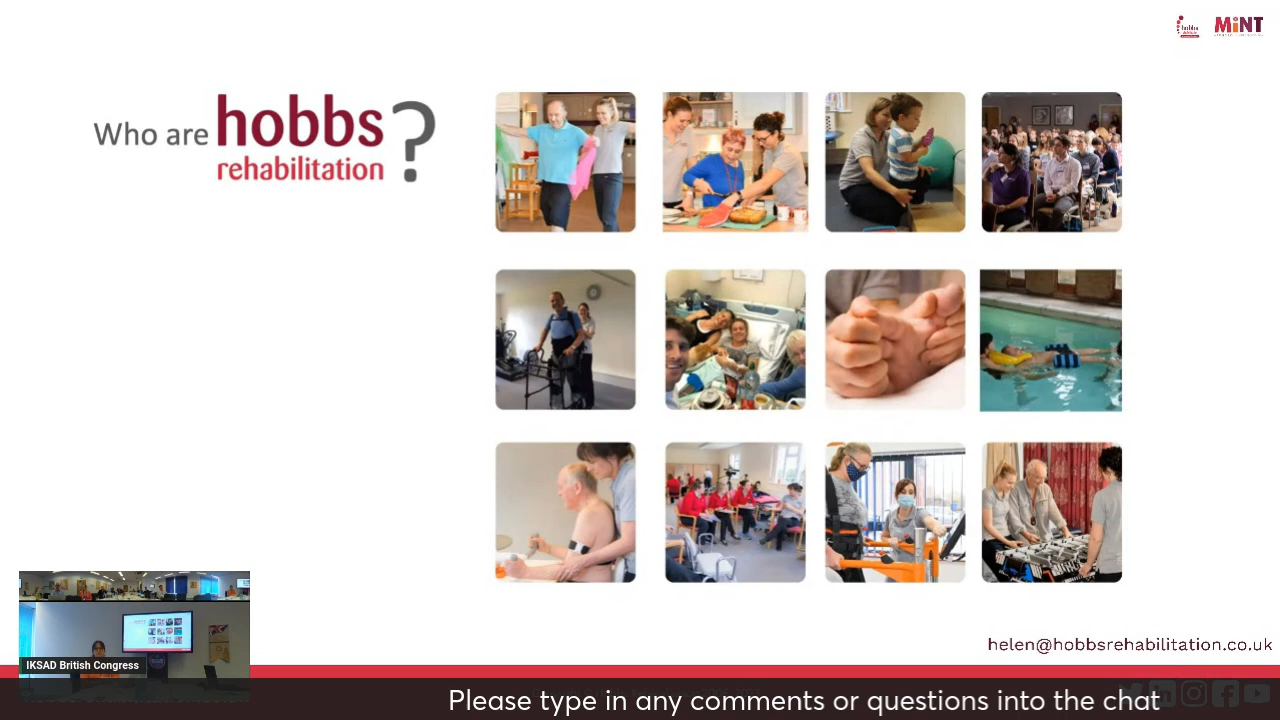 hobbs
MiNT
Who are hobbs ?
rehabilitation
helen@hobbsrehabilitation.co.uk
IKSAD British Congress
Please type in any comments or questions into the chat